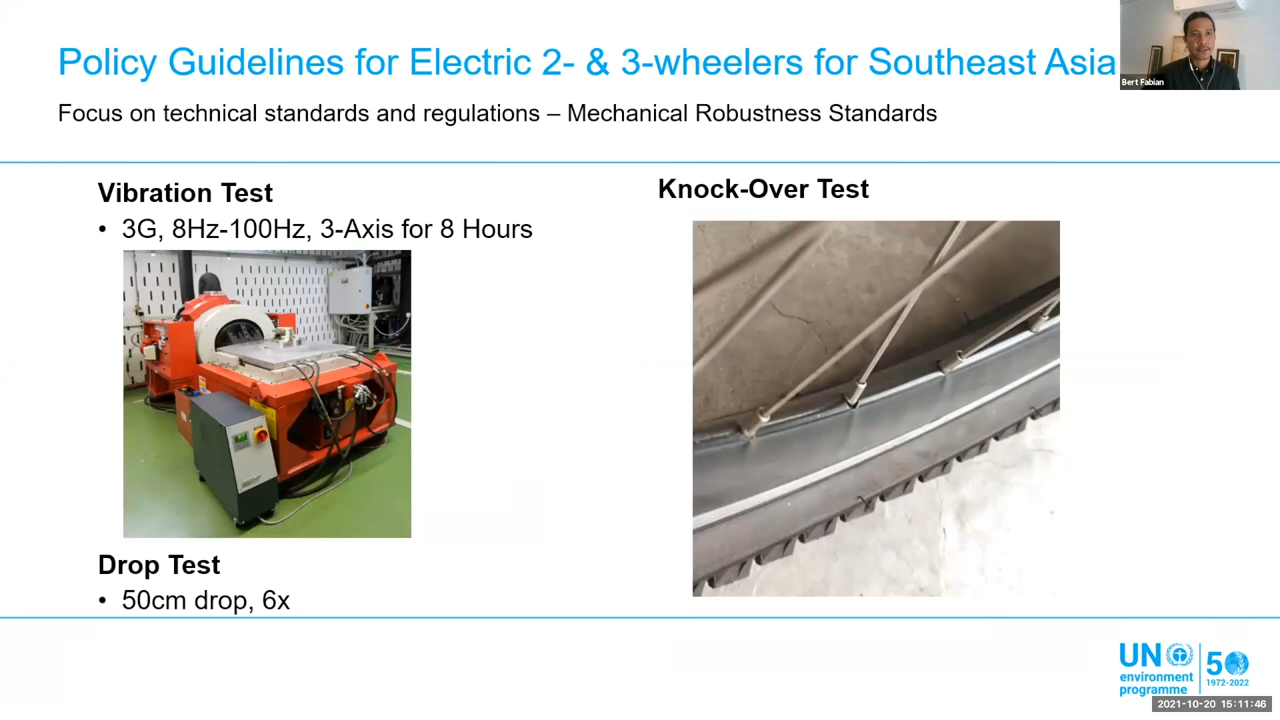 Policy Guidelines for Electric 2- & 3-wheelers for Southeast Asia
Bert Fabian
Focus on technical standards and regulations – Mechanical Robustness Standards
Vibration Test
• 3G, 8Hz-100Hz, 3-Axis for 8 Hours
Knock-Over Test
Drop Test
• 50cm drop, 6x
UN
environment
programme
50
1972-2022
2021-10-20 15:11:46